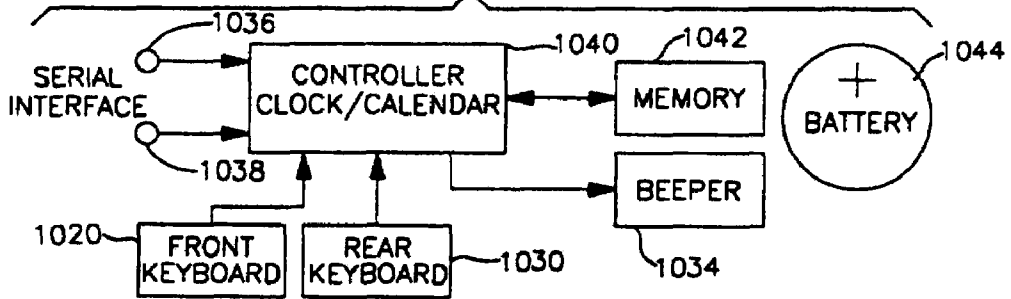 1036
SERIAL
INTERFACE
1038
CONTROLLER
CLOCK/CALENDAR
1040
MEMORY
1042
+
BATTERY
1044
BEEPER
1034
1020
FRONT
KEYBOARD
REAR
KEYBOARD
1030